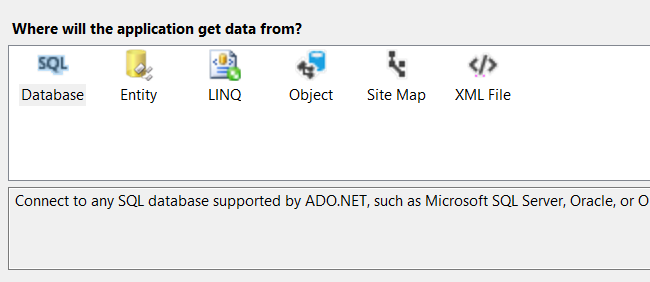 Where will the application get data from?
SQL
Database Entity LINQ Object Site Map XML File
Connect to any SQL database supported by ADO.NET, such as Microsoft SQL Server, Oracle, or O